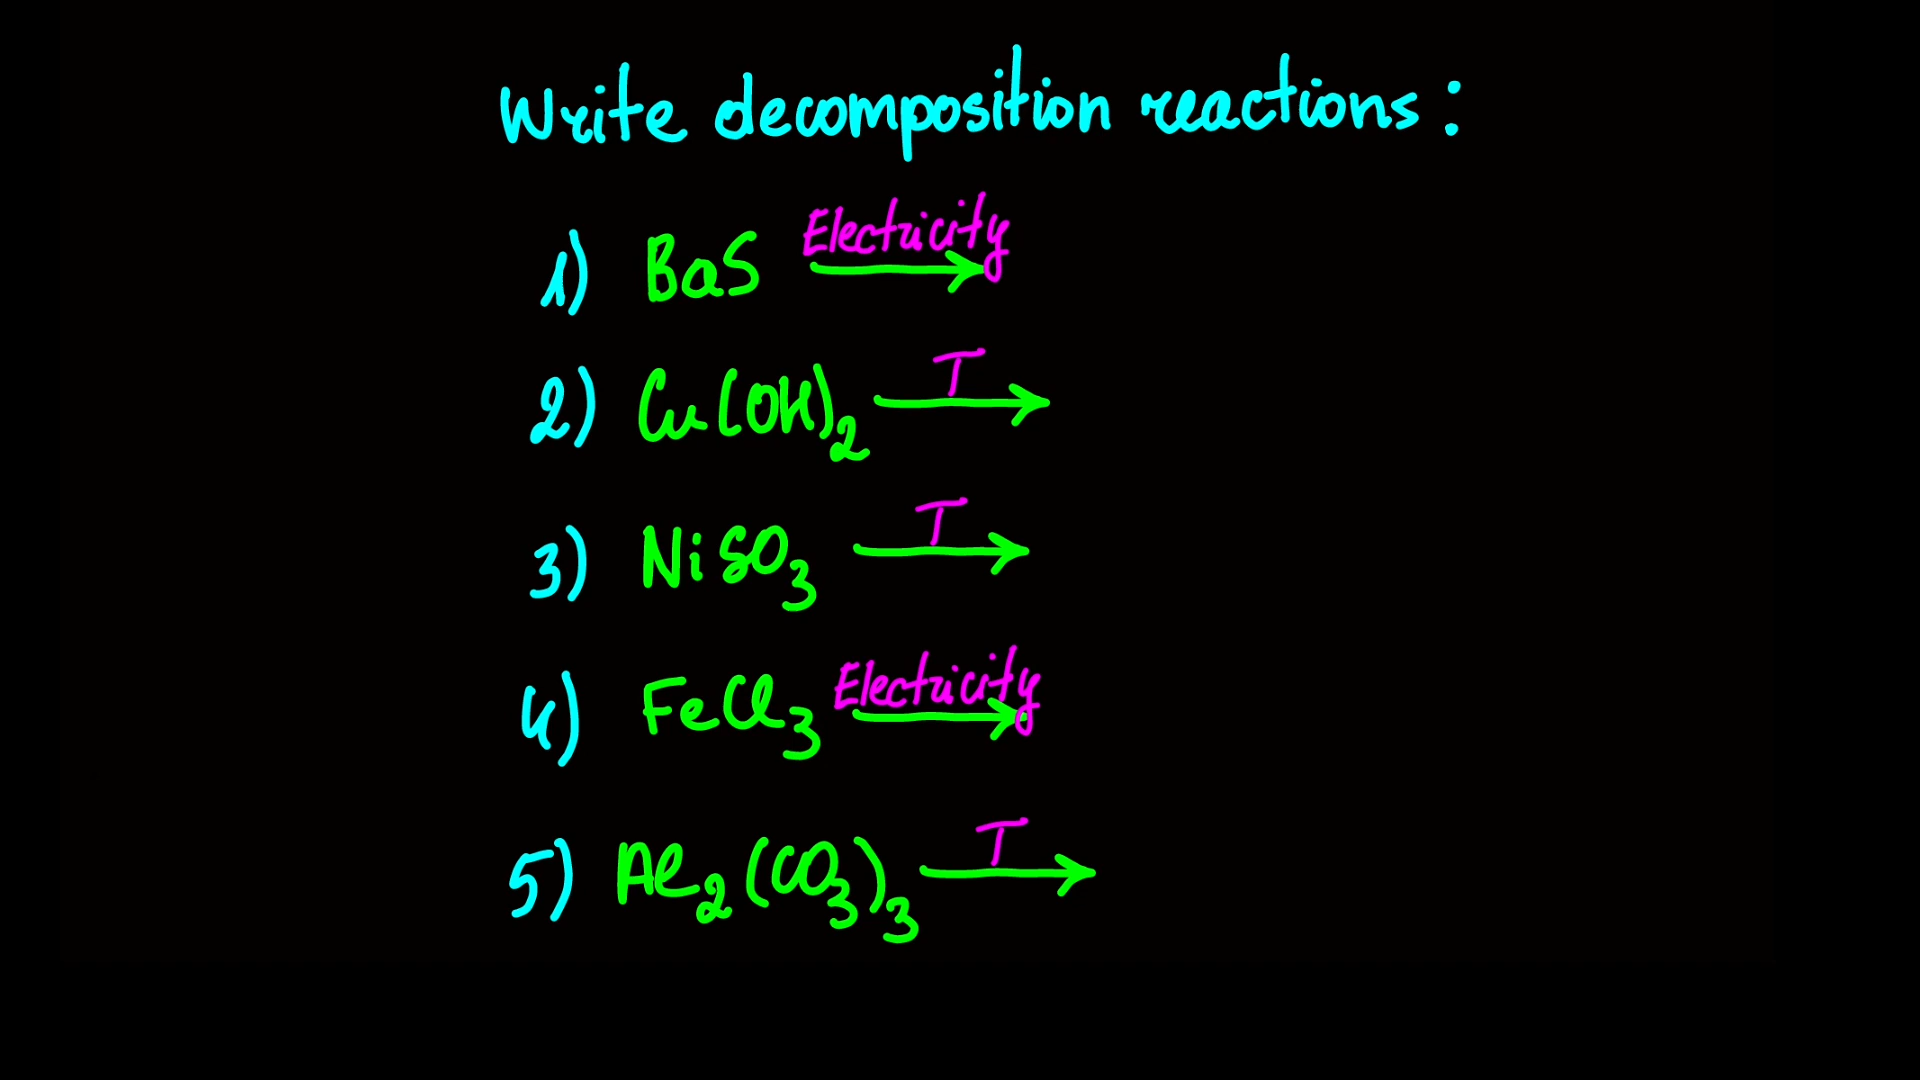 Write decomposition reactions:
1) BaS Electricity →
2) Cu(OH)₂ T →
3) NiSO₃ T →
4) FeCl₃ Electricity →
5) Al₂(CO₃)₃ T →